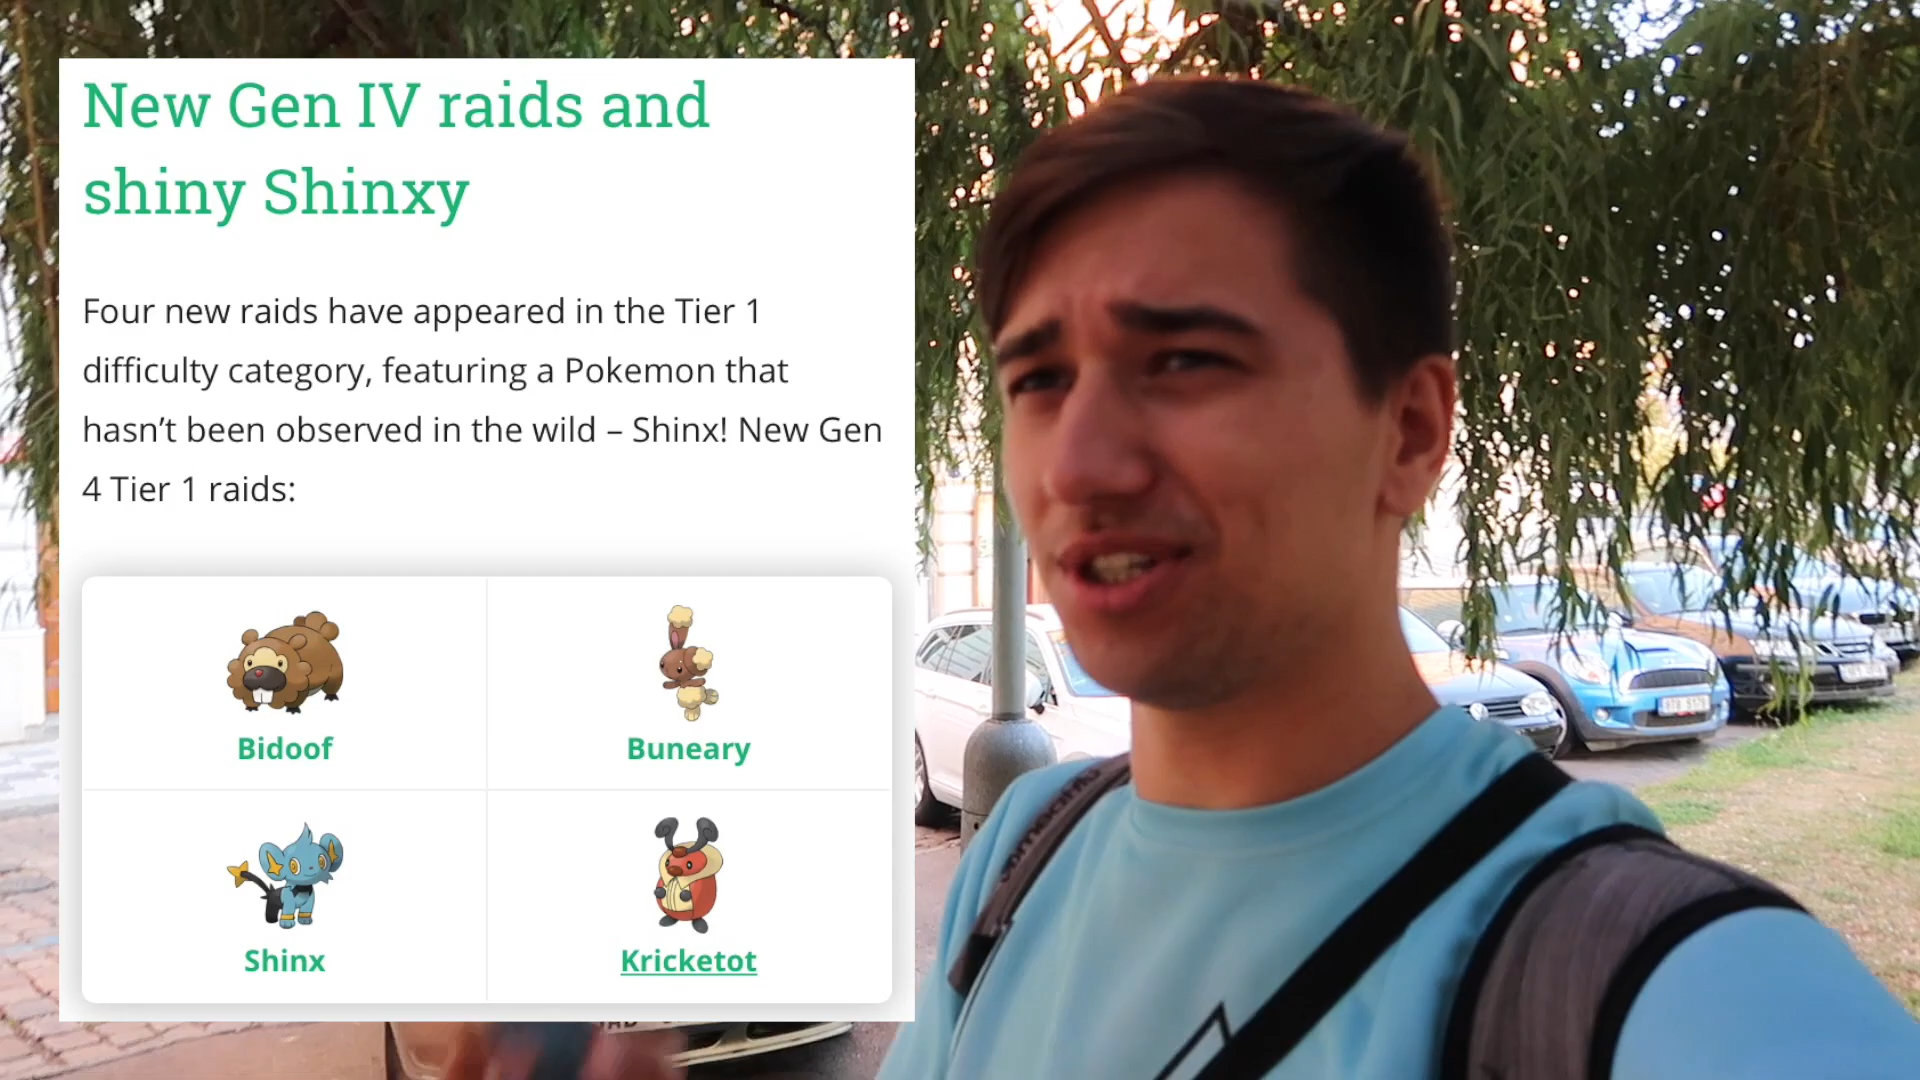 New Gen IV raids and
shiny Shinxy
Four new raids have appeared in the Tier 1
difficulty category, featuring a Pokemon that
hasn’t been observed in the wild – Shinx! New Gen
4 Tier 1 raids:
Bidoof
Buneary
Shinx
Kricketot